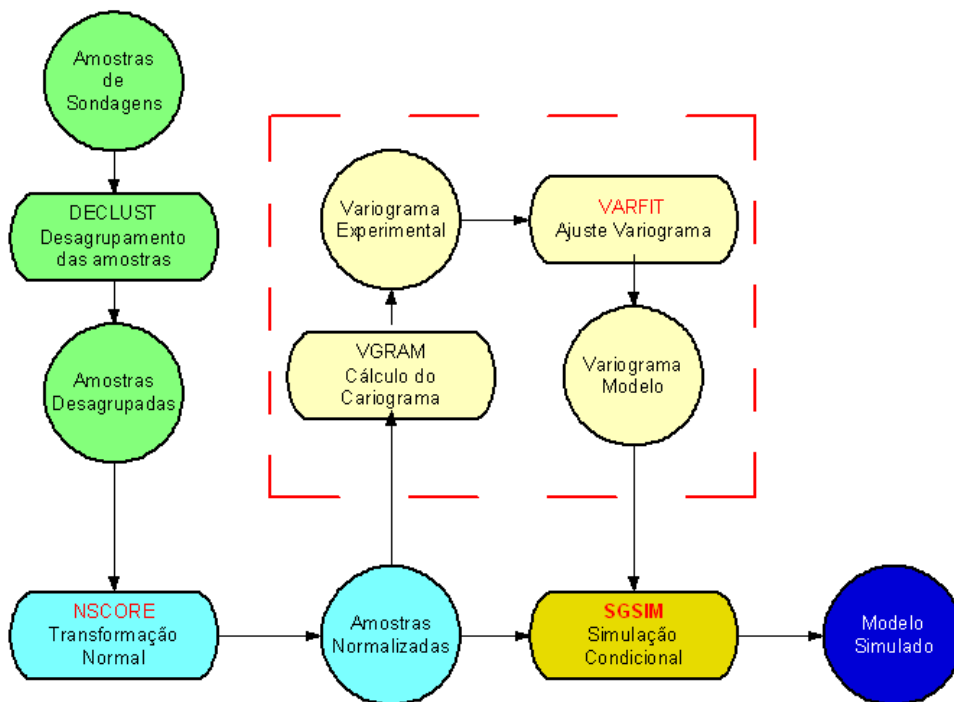 Amostras
de
Sondagens
DECLUST
Desagrupamento
das amostras
Amostras
Desagrupadas
NSCORE
Transformação
Normal
Amostras
Normalizadas
VGRAM
Cálculo do
Cariograma
Variograma
Experimental
VARFIT
Ajuste Variograma
Variograma
Modelo
SGSIM
Simulação
Condicional
Modelo
Simulado